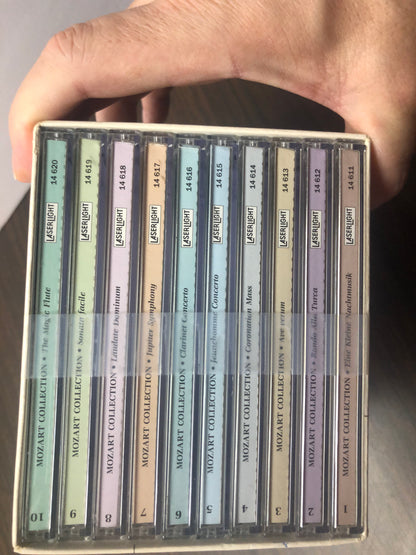 10 MOZART COLLECTION • The Magic Flute LASERLIGHT 14 620
9 MOZART COLLECTION • Sonata facile LASERLIGHT 14 619
8 MOZART COLLECTION • Laudate Dominum LASERLIGHT 14 618
7 MOZART COLLECTION • Jupiter Symphony LASERLIGHT 14 617
6 MOZART COLLECTION • Clarinet Concerto LASERLIGHT 14 616
5 MOZART COLLECTION • Jeunehomme Concerto LASERLIGHT 14 615
4 MOZART COLLECTION • Coronation Mass LASERLIGHT 14 614
3 MOZART COLLECTION • Ave verum LASERLIGHT 14 613
2 MOZART COLLECTION • Rondo Alla Turca LASERLIGHT 14 612
1 MOZART COLLECTION • Eine Kleine Nachtmusik LASERLIGHT 14 611